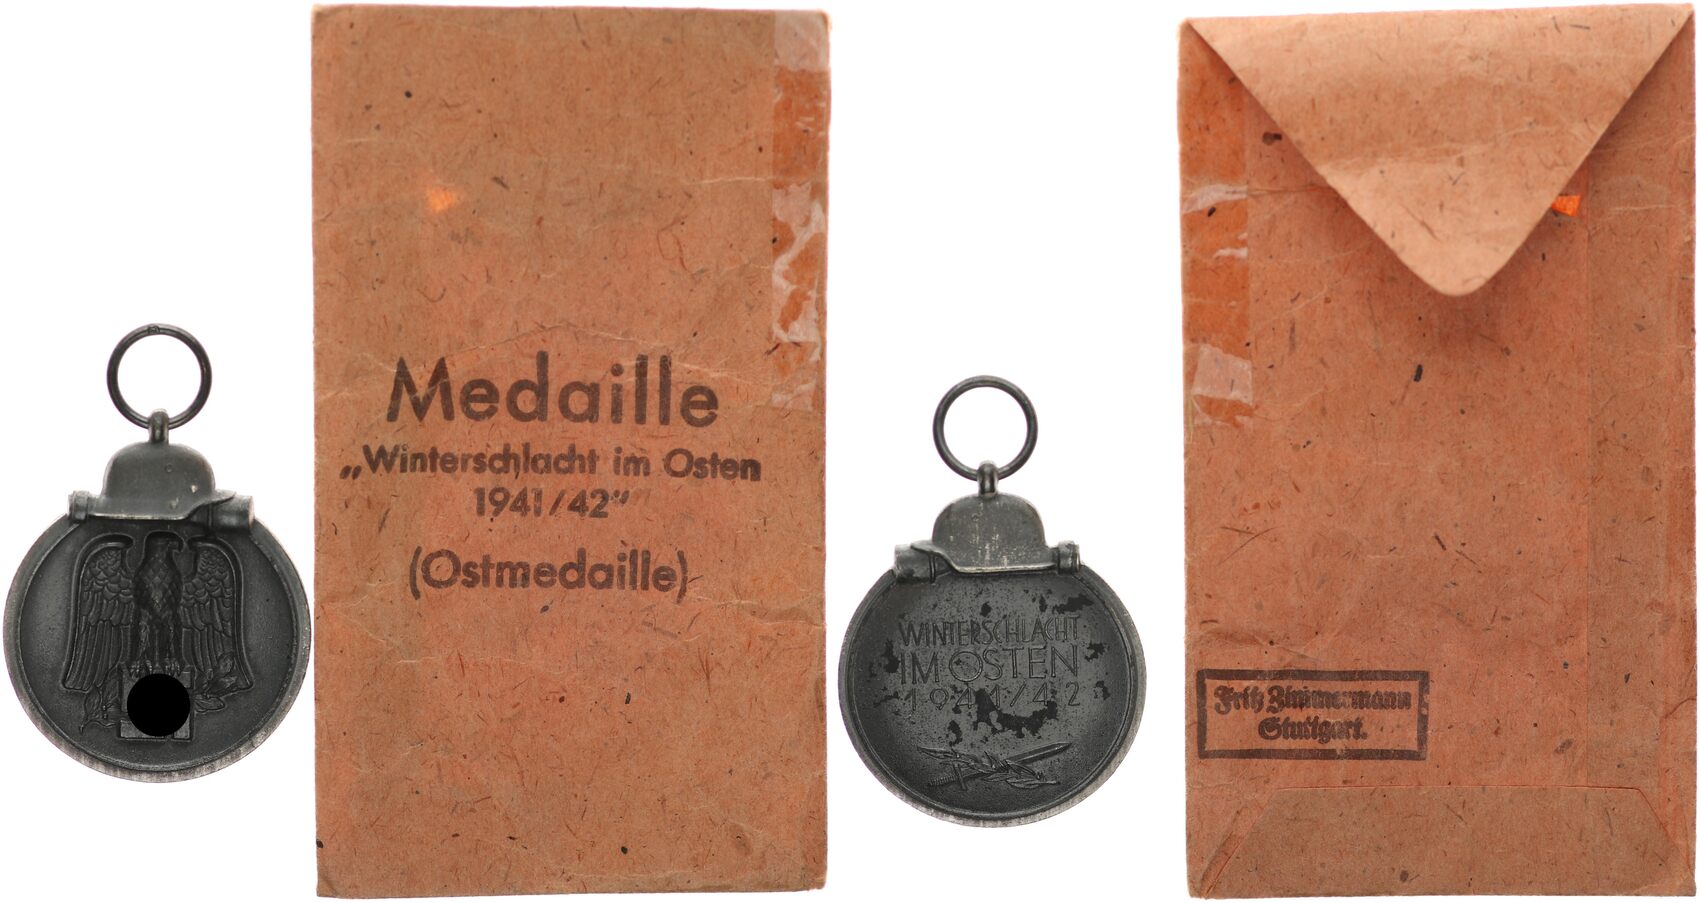 Medaille
„Winterschlacht im Osten
1941/42“
(Ostmedaille)
WINTERSCHLACHT
IM OSTEN
1941/42
Fritz Zimmermann
Stuttgart.